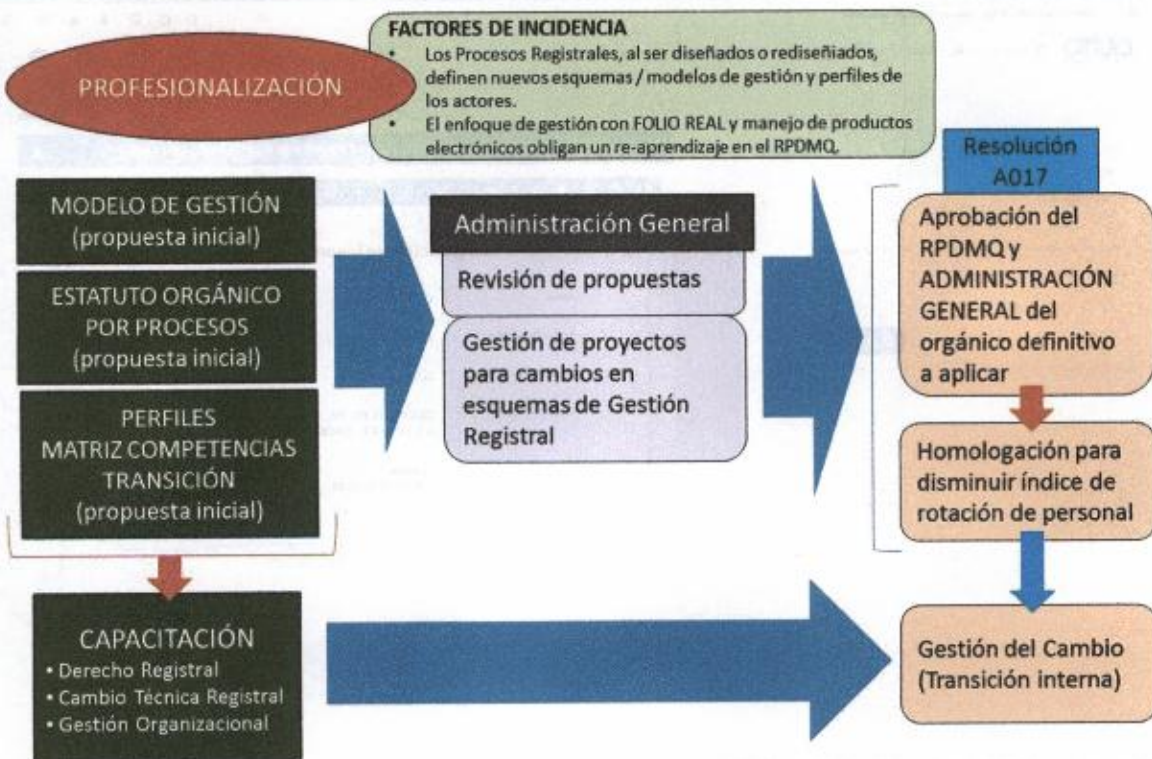 PROFESIONALIZACIÓN
FACTORES DE INCIDENCIA
• Los Procesos Registrales, al ser diseñados o rediseñiados,
definen nuevos esquemas / modelos de gestión y perfiles de
los actores.
• El enfoque de gestión con FOLIO REAL y manejo de productos
electrónicos obligan un re-aprendizaje en el RPDMQ.
MODELO DE GESTIÓN
(propuesta inicial)
ESTATUTO ORGÁNICO
POR PROCESOS
(propuesta inicial)
PERFILES
MATRIZ COMPETENCIAS
TRANSICIÓN
(propuesta inicial)
CAPACITACIÓN
• Derecho Registral
• Cambio Técnica Registral
• Gestión Organizacional
Administración General
Revisión de propuestas
Gestión de proyectos
para cambios en
esquemas de Gestión
Registral
Resolución
A017
Aprobación del
RPDMQ y
ADMINISTRACIÓN
GENERAL del
orgánico definitivo
a aplicar
Homologación para
disminuir índice de
rotación de personal
Gestión del Cambio
(Transición interna)